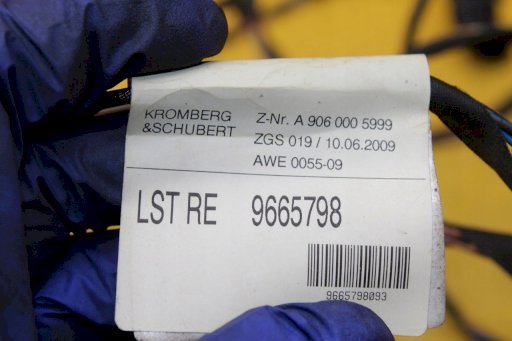 KROMBERG
&SCHUBERT
Z-Nr. A 906 000 5999
ZGS 019 / 10.06.2009
AWE 0055-09
LST RE 9665798
9665798093